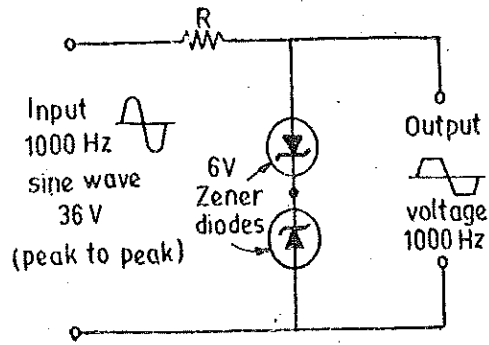 R
Input
1000 Hz
sine wave
36 V
(peak to peak)
6V
Zener
diodes
Output
voltage
1000 Hz